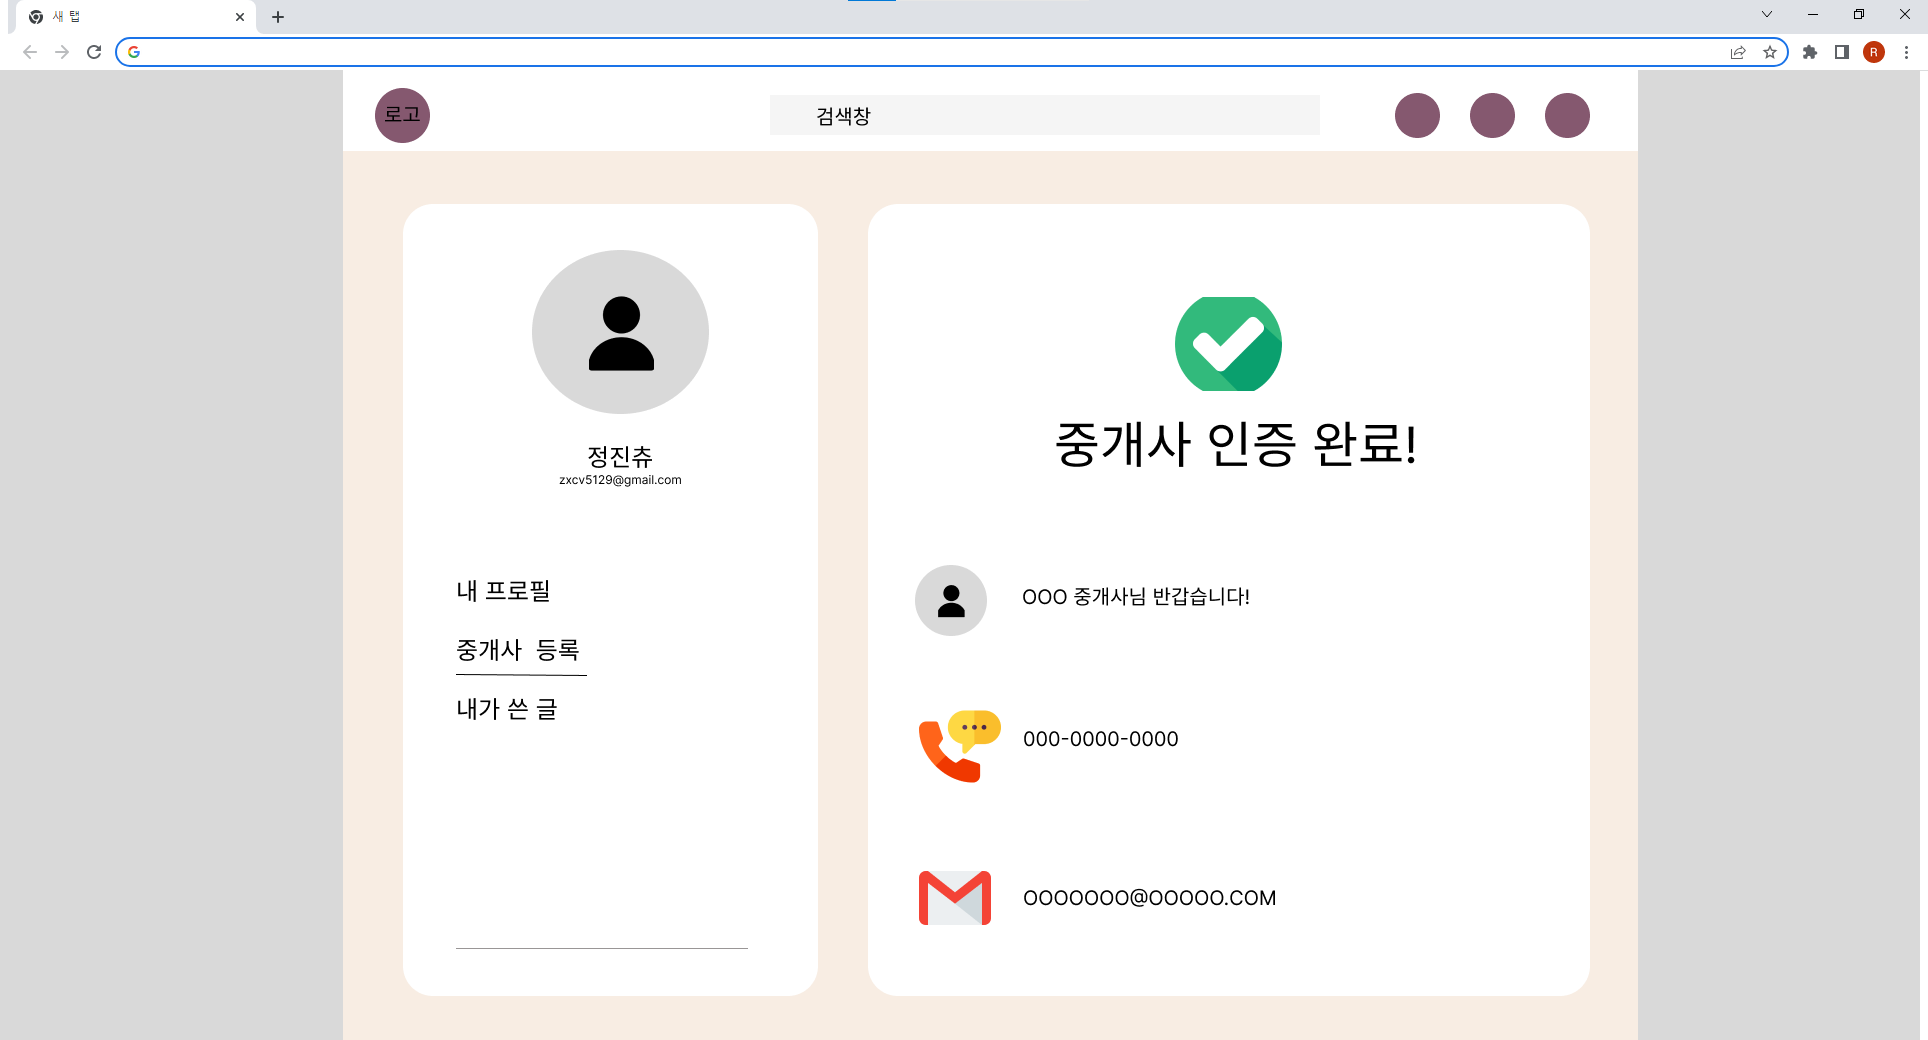 새 탭
R
로고
검색창
정진츄
zxcv5129@gmail.com
내 프로필
중개사 등록
내가 쓴 글
중개사 인증 완료!
OOO 중개사님 반갑습니다!
000-0000-0000
OOOOOOO@OOOOO.COM